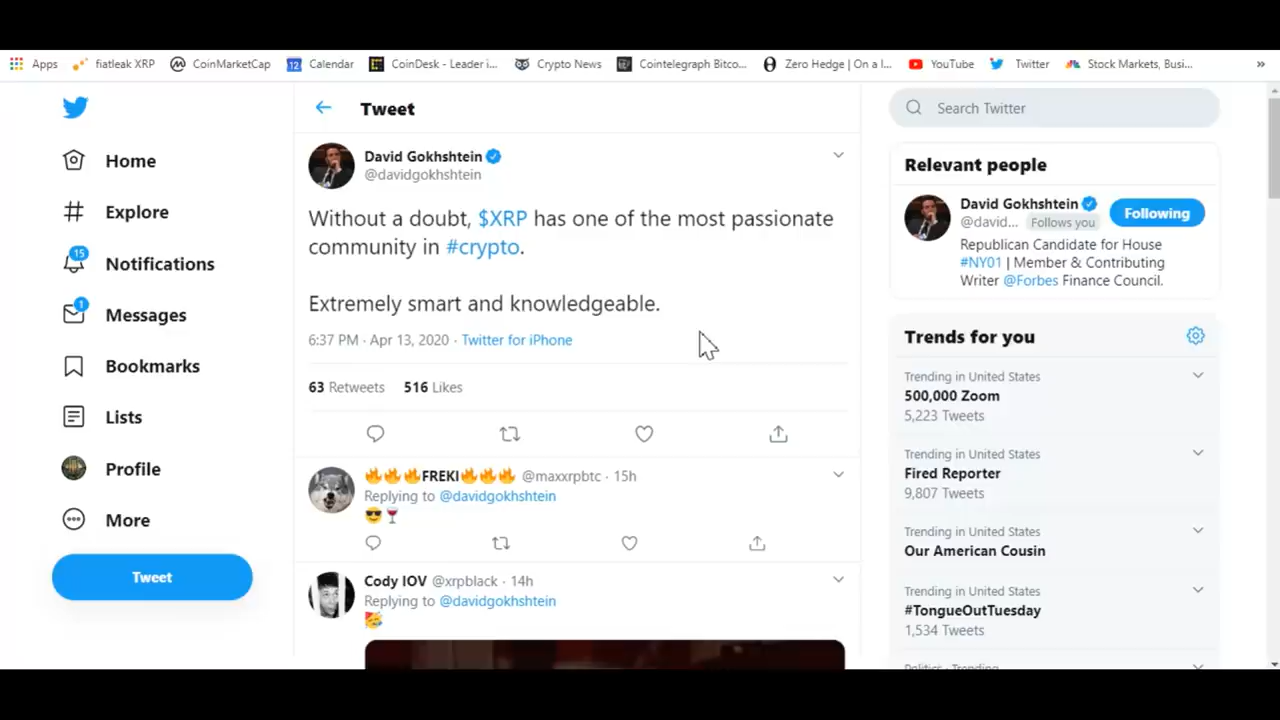 Apps
fiatleak XRP
CoinMarketCap
12
Calendar
CoinDesk - Leader i...
Crypto News
Cointelegraph Bitco...
Zero Hedge | On a l...
YouTube
Twitter
Stock Markets, Busi...
»
Home
Explore
15
Notifications
1
Messages
Bookmarks
Lists
Profile
More
Tweet
Tweet
David Gokhshtein
@davidgokhshtein
Without a doubt, $XRP has one of the most passionate
community in #crypto.
Extremely smart and knowledgeable.
6:37 PM · Apr 13, 2020 · Twitter for iPhone
63 Retweets 516 Likes
🔥🔥🔥FREKI🔥🔥🔥 @maxxrpbtc · 15h
Replying to @davidgokhshtein
😎🍷
Cody IOV @xrpblack · 14h
Replying to @davidgokhshtein
🥳
Search Twitter
Relevant people
David Gokhshtein
@david... Follows you
Following
Republican Candidate for House
#NY01 | Member & Contributing
Writer @Forbes Finance Council.
Trends for you
Trending in United States
500,000 Zoom
5,223 Tweets
Trending in United States
Fired Reporter
9,807 Tweets
Trending in United States
Our American Cousin
Trending in United States
#TongueOutTuesday
1,534 Tweets
Politics · Trending